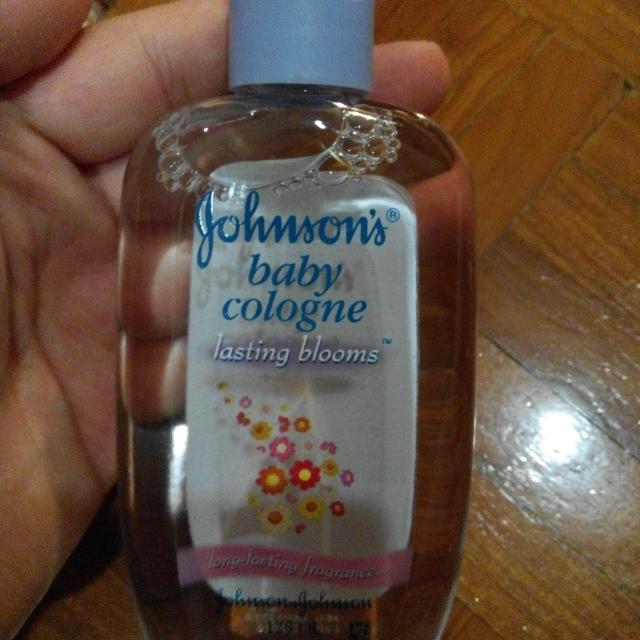 Johnson's®
baby
cologne
lasting blooms™
long-lasting fragrance
Johnson & Johnson